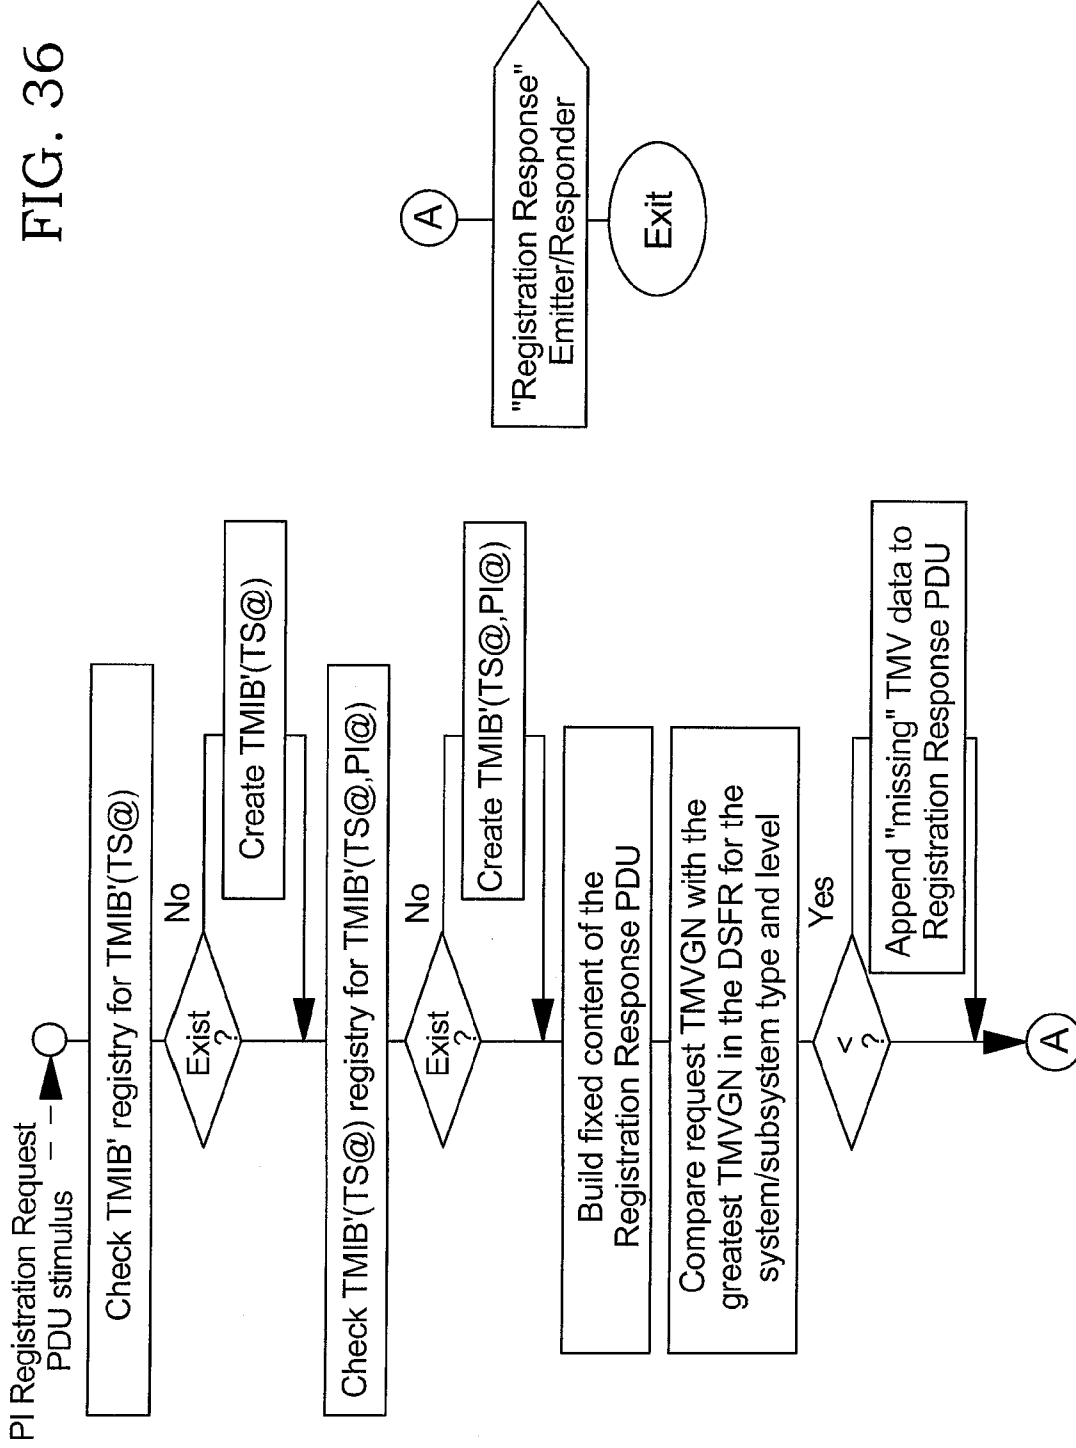 FIG. 36
PI Registration Request
PDU stimulus
Check TMIB' registry for TMIB'(TS@)
Exist
?
No
Create TMIB'(TS@)
Check TMIB'(TS@) registry for TMIB'(TS@,PI@)
Exist
?
No
Create TMIB'(TS@,PI@)
Build fixed content of the
Registration Response PDU
Compare request TMVGN with the
greatest TMVGN in the DSFR for the
system/subsystem type and level
<
?
Yes
Append "missing" TMV data to
Registration Response PDU
A
A
"Registration Response"
Emitter/Responder
Exit